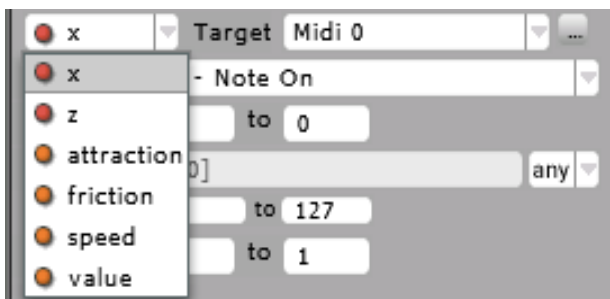 x Target Midi 0 ...
x - Note On
z to 0
attraction 0] any
friction to 127
speed to 1
value